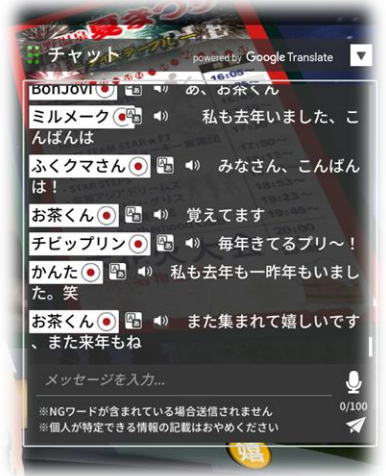 夏まつり
チャット
powered by Google Translate
16:05~
BonJovi あ、お茶くん
ミルメーク 私も去年いました、こ
んばんは
ふくクマさん みなさん、こんばん
は！
お茶くん 覚えてます
チビップリン 毎年きてるプリ〜！
かんた 私も去年も一昨年もいまし
た。笑
お茶くん また集まれて嬉しいです
、また来年もね
メッセージを入力...
0/100
※NGワードが含まれている場合送信されません
※個人が特定できる情報の記載はおやめください
嬉